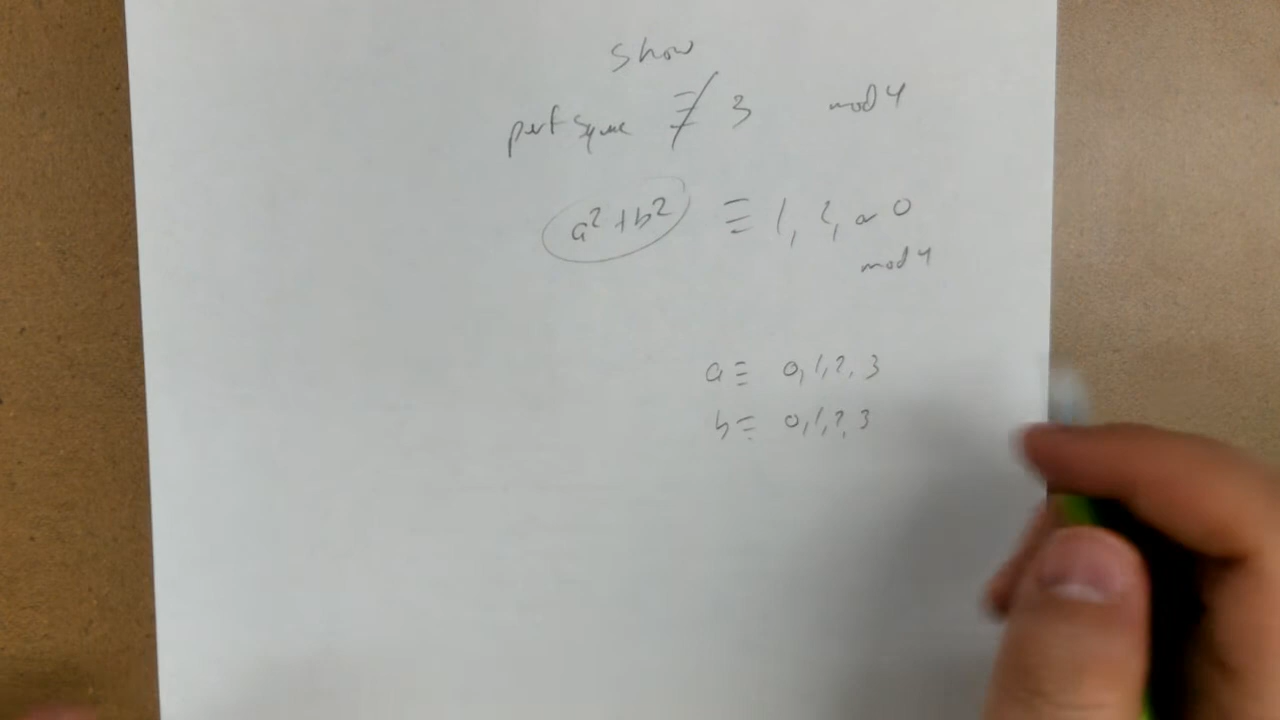 Show
perf square ≢ 3 mod 4
a² + b² ≡ 1, 2, or 0
mod 4
a ≡ 0, 1, 2, 3
b ≡ 0, 1, 2, 3